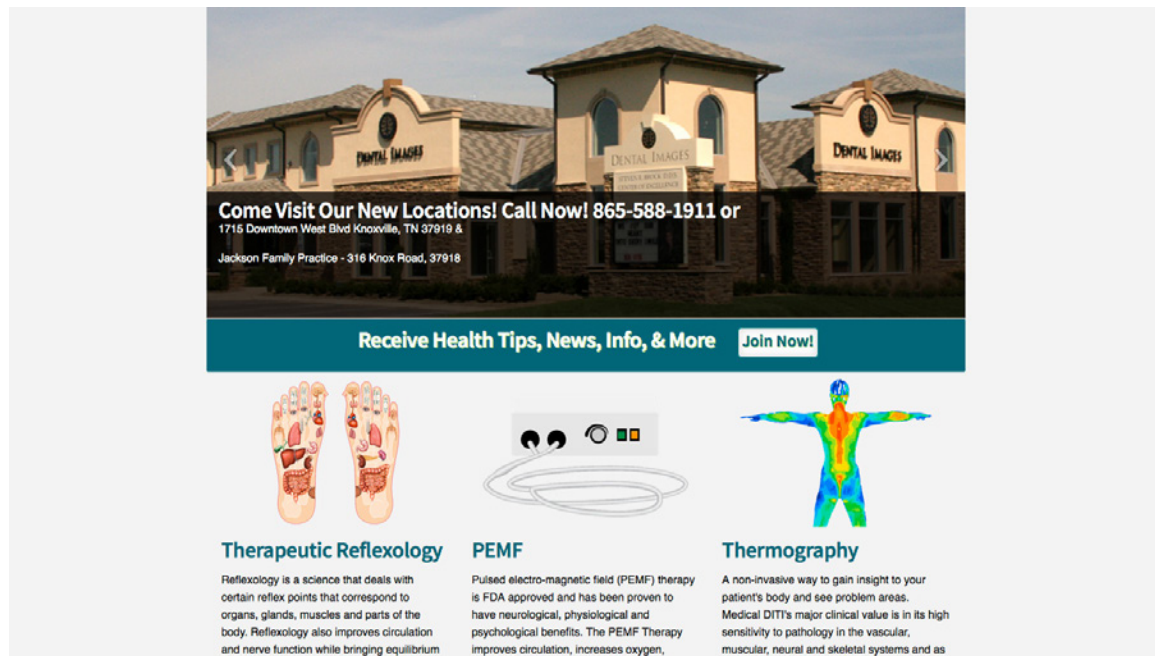 DENTAL IMAGES
DENTAL IMAGES
DENTAL IMAGES
STEVEN R. BROCK D.D.S.
CENTER OF EXCELLENCE
Come Visit Our New Locations! Call Now! 865-588-1911 or
1715 Downtown West Blvd Knoxville, TN 37919 &
Jackson Family Practice - 316 Knox Road, 37918
Receive Health Tips, News, Info, & More
Join Now!
Therapeutic Reflexology
Reflexology is a science that deals with
certain reflex points that correspond to
organs, glands, muscles and parts of the
body. Reflexology also improves circulation
and nerve function while bringing equilibrium
PEMF
Pulsed electro-magnetic field (PEMF) therapy
is FDA approved and has been proven to
have neurological, physiological and
psychological benefits. The PEMF Therapy
improves circulation, increases oxygen,
Thermography
A non-invasive way to gain insight to your
patient's body and see problem areas.
Medical DITI's major clinical value is in its high
sensitivity to pathology in the vascular,
muscular, neural and skeletal systems and as